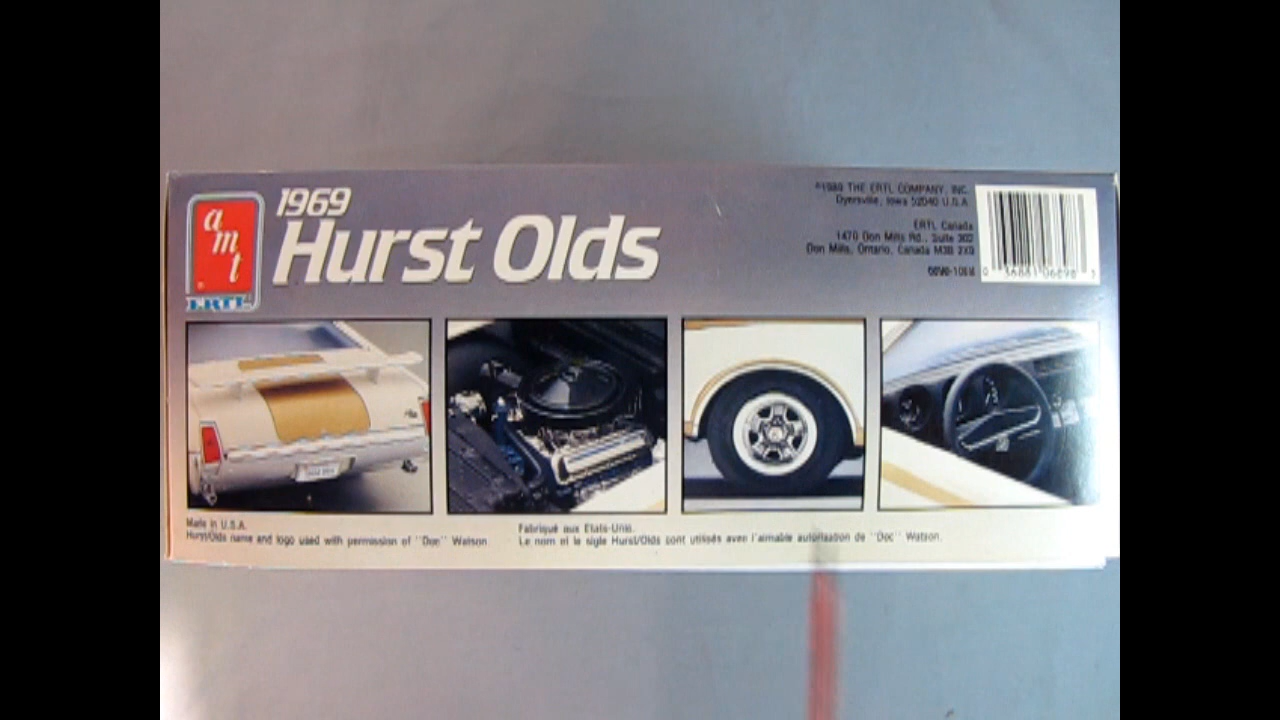 amt
ERTL
1969
Hurst Olds
THE ERTL COMPANY, INC.
Dyersville, Iowa 52040 U.S.A.
ERTL Canada
1470 Don Mills Rd., Suite 302
Don Mills, Ontario, Canada M3B 2X9
Made in U.S.A.
Hurst/Olds name and logo used with permission of "Doc" Watson.
Fabriqué aux Etats-Unis.
Le nom et le sigle Hurst/Olds sont utilisés avec l'aimable autorisation de "Doc" Watson.